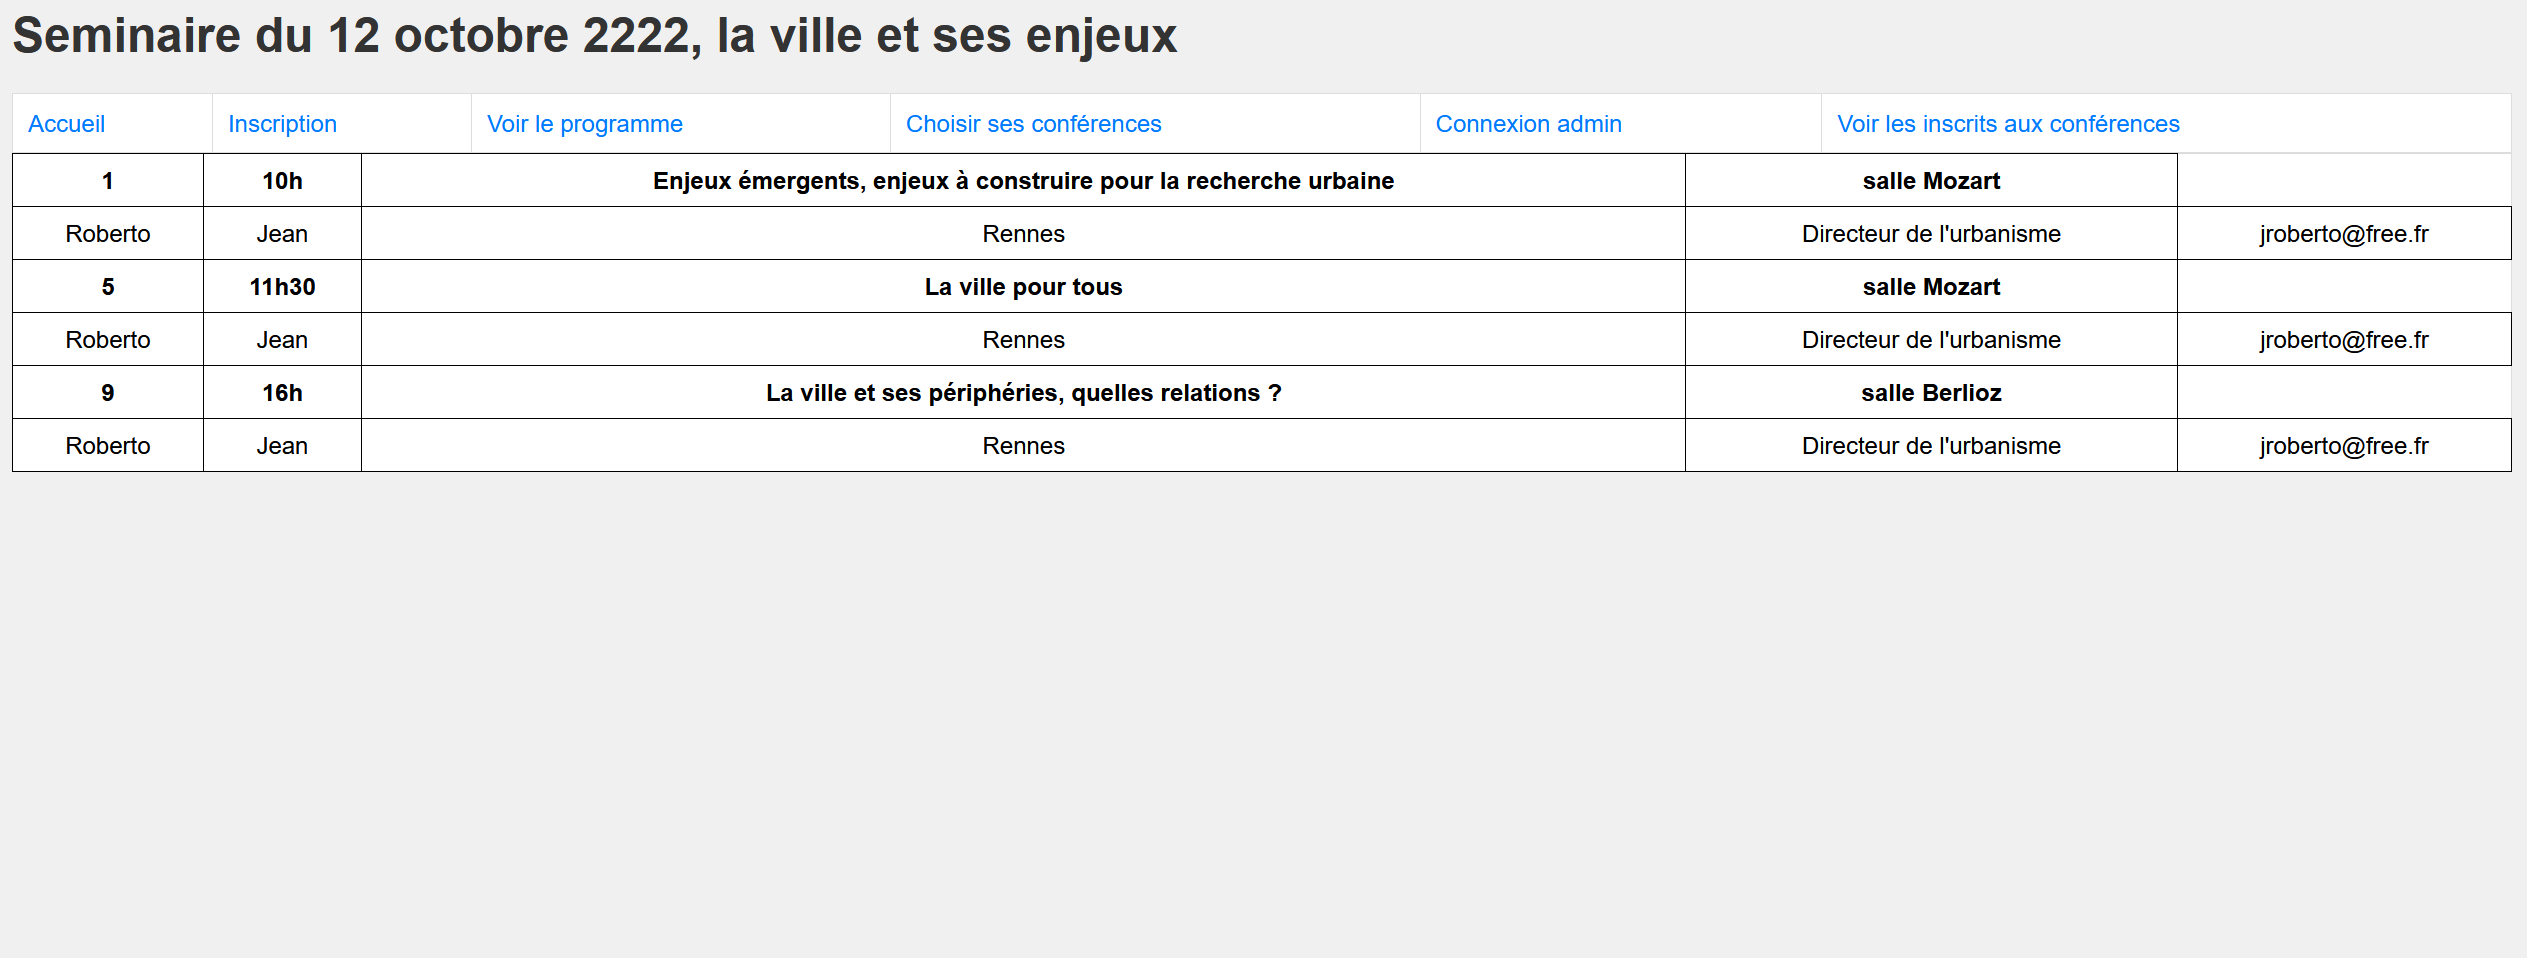 Seminaire du 12 octobre 2222, la ville et ses enjeux
Accueil Inscription Voir le programme Choisir ses conférences Connexion admin Voir les inscrits aux conférences
1 10h Enjeux émergents, enjeux à construire pour la recherche urbaine salle Mozart
Roberto Jean Rennes Directeur de l'urbanisme jroberto@free.fr
5 11h30 La ville pour tous salle Mozart
Roberto Jean Rennes Directeur de l'urbanisme jroberto@free.fr
9 16h La ville et ses périphéries, quelles relations ? salle Berlioz
Roberto Jean Rennes Directeur de l'urbanisme jroberto@free.fr